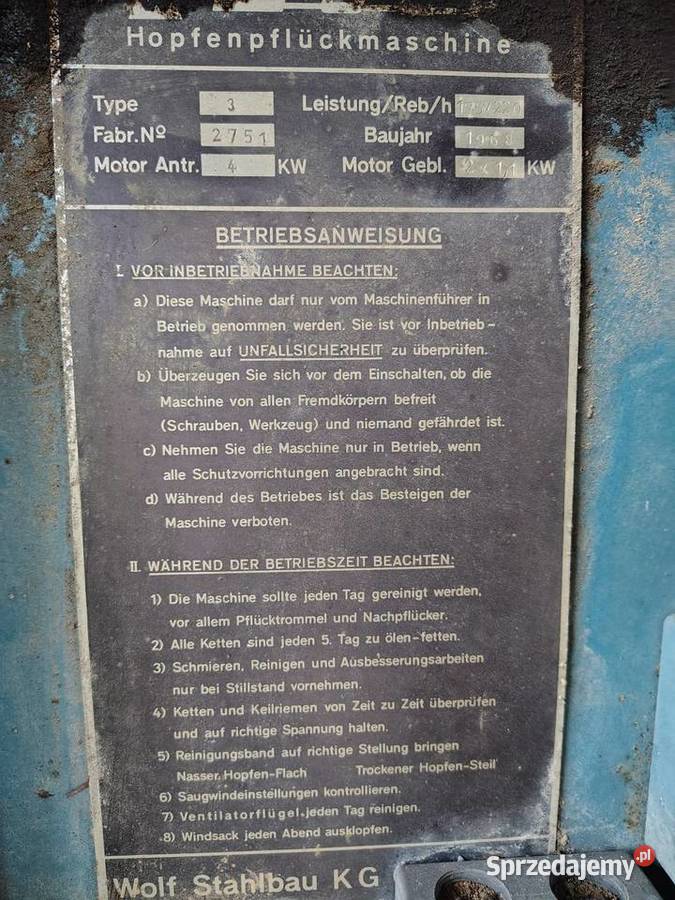 Hopfenpflückmaschine
Type 3 Leistung/Reb/h
Fabr.Nº 2751 Baujahr 1968
Motor Antr. 4 KW Motor Gebl. 2x1,1 KW
BETRIEBSANWEISUNG
I. VOR INBETRIEBNAHME BEACHTEN:
a) Diese Maschine darf nur vom Maschinenführer in
Betrieb genommen werden. Sie ist vor Inbetrieb-
nahme auf UNFALLSICHERHEIT zu überprüfen.
b) Überzeugen Sie sich vor dem Einschalten, ob die
Maschine von allen Fremdkörpern befreit
(Schrauben, Werkzeug) und niemand gefährdet ist.
c) Nehmen Sie die Maschine nur in Betrieb, wenn
alle Schutzvorrichtungen angebracht sind.
d) Während des Betriebes ist das Besteigen der
Maschine verboten.
II. WÄHREND DER BETRIEBSZEIT BEACHTEN:
1) Die Maschine sollte jeden Tag gereinigt werden,
vor allem Pflücktrommel und Nachpflücker.
2) Alle Ketten sind jeden 5. Tag zu ölen-fetten.
3) Schmieren, Reinigen und Ausbesserungsarbeiten
nur bei Stillstand vornehmen.
4) Ketten und Keilriemen von Zeit zu Zeit überprüfen
und auf richtige Spannung halten.
5) Reinigungsband auf richtige Stellung bringen
Nasser Hopfen-Flach Trockener Hopfen-Steil
6) Saugwindeinstellungen kontrollieren.
7) Ventilatorflügel jeden Tag reinigen.
8) Windsack jeden Abend ausklopfen.
Wolf Stahlbau KG
Sprzedajemy.pl